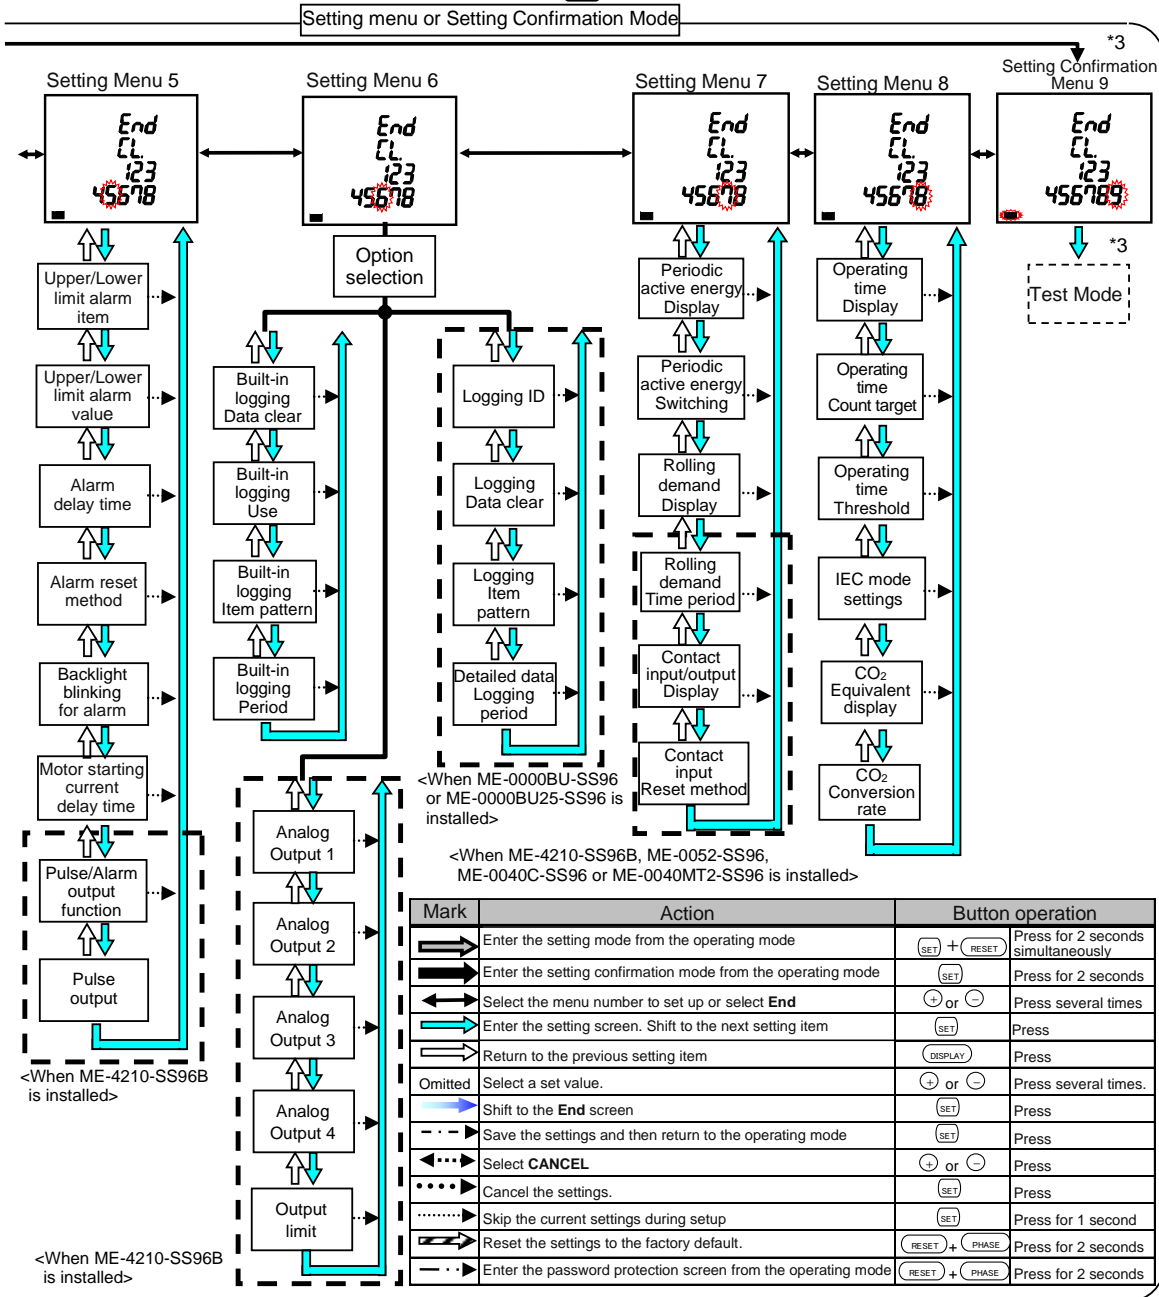 Setting menu or Setting Confirmation Mode
*3
Setting Menu 5
Setting Menu 6
Setting Menu 7
Setting Menu 8
Setting Confirmation
Menu 9
End
CL.
123
45678
End
CL.
123
45678
End
CL.
123
45678
End
CL.
123
45678
End
CL.
123
456789
*3
Test Mode
Upper/Lower
limit alarm
item
Upper/Lower
limit alarm
value
Alarm
delay time
Alarm reset
method
Backlight
blinking
for alarm
Motor starting
current
delay time
Pulse/Alarm
output
function
Pulse
output
<When ME-4210-SS96B
is installed>
Option
selection
Built-in
logging
Data clear
Built-in
logging
Use
Built-in
logging
Item pattern
Built-in
logging
Period
Logging ID
Logging
Data clear
Logging
Item
pattern
Detailed data
Logging
period
<When ME-0000BU-SS96
or ME-0000BU25-SS96 is
installed>
Analog
Output 1
Analog
Output 2
Analog
Output 3
Analog
Output 4
Output
limit
<When ME-4210-SS96B
is installed>
Periodic
active energy
Display
Periodic
active energy
Switching
Rolling
demand
Display
Rolling
demand
Time period
Contact
input/output
Display
Contact
input
Reset method
<When ME-4210-SS96B, ME-0052-SS96,
ME-0040C-SS96 or ME-0040MT2-SS96 is installed>
Operating
time
Display
Operating
time
Count target
Operating
time
Threshold
IEC mode
settings
CO2
Equivalent
display
CO2
Conversion
rate
Mark Action Button operation
Enter the setting mode from the operating mode SET + RESET Press for 2 seconds
simultaneously
Enter the setting confirmation mode from the operating mode SET Press for 2 seconds
Select the menu number to set up or select End + or − Press several times
Enter the setting screen. Shift to the next setting item SET Press
Return to the previous setting item DISPLAY Press
Omitted Select a set value. + or − Press several times.
Shift to the End screen SET Press
Save the settings and then return to the operating mode SET Press
Select CANCEL + or − Press
Cancel the settings. SET Press
Skip the current settings during setup SET Press for 1 second
Reset the settings to the factory default. RESET + PHASE Press for 2 seconds
Enter the password protection screen from the operating mode RESET + PHASE Press for 2 seconds